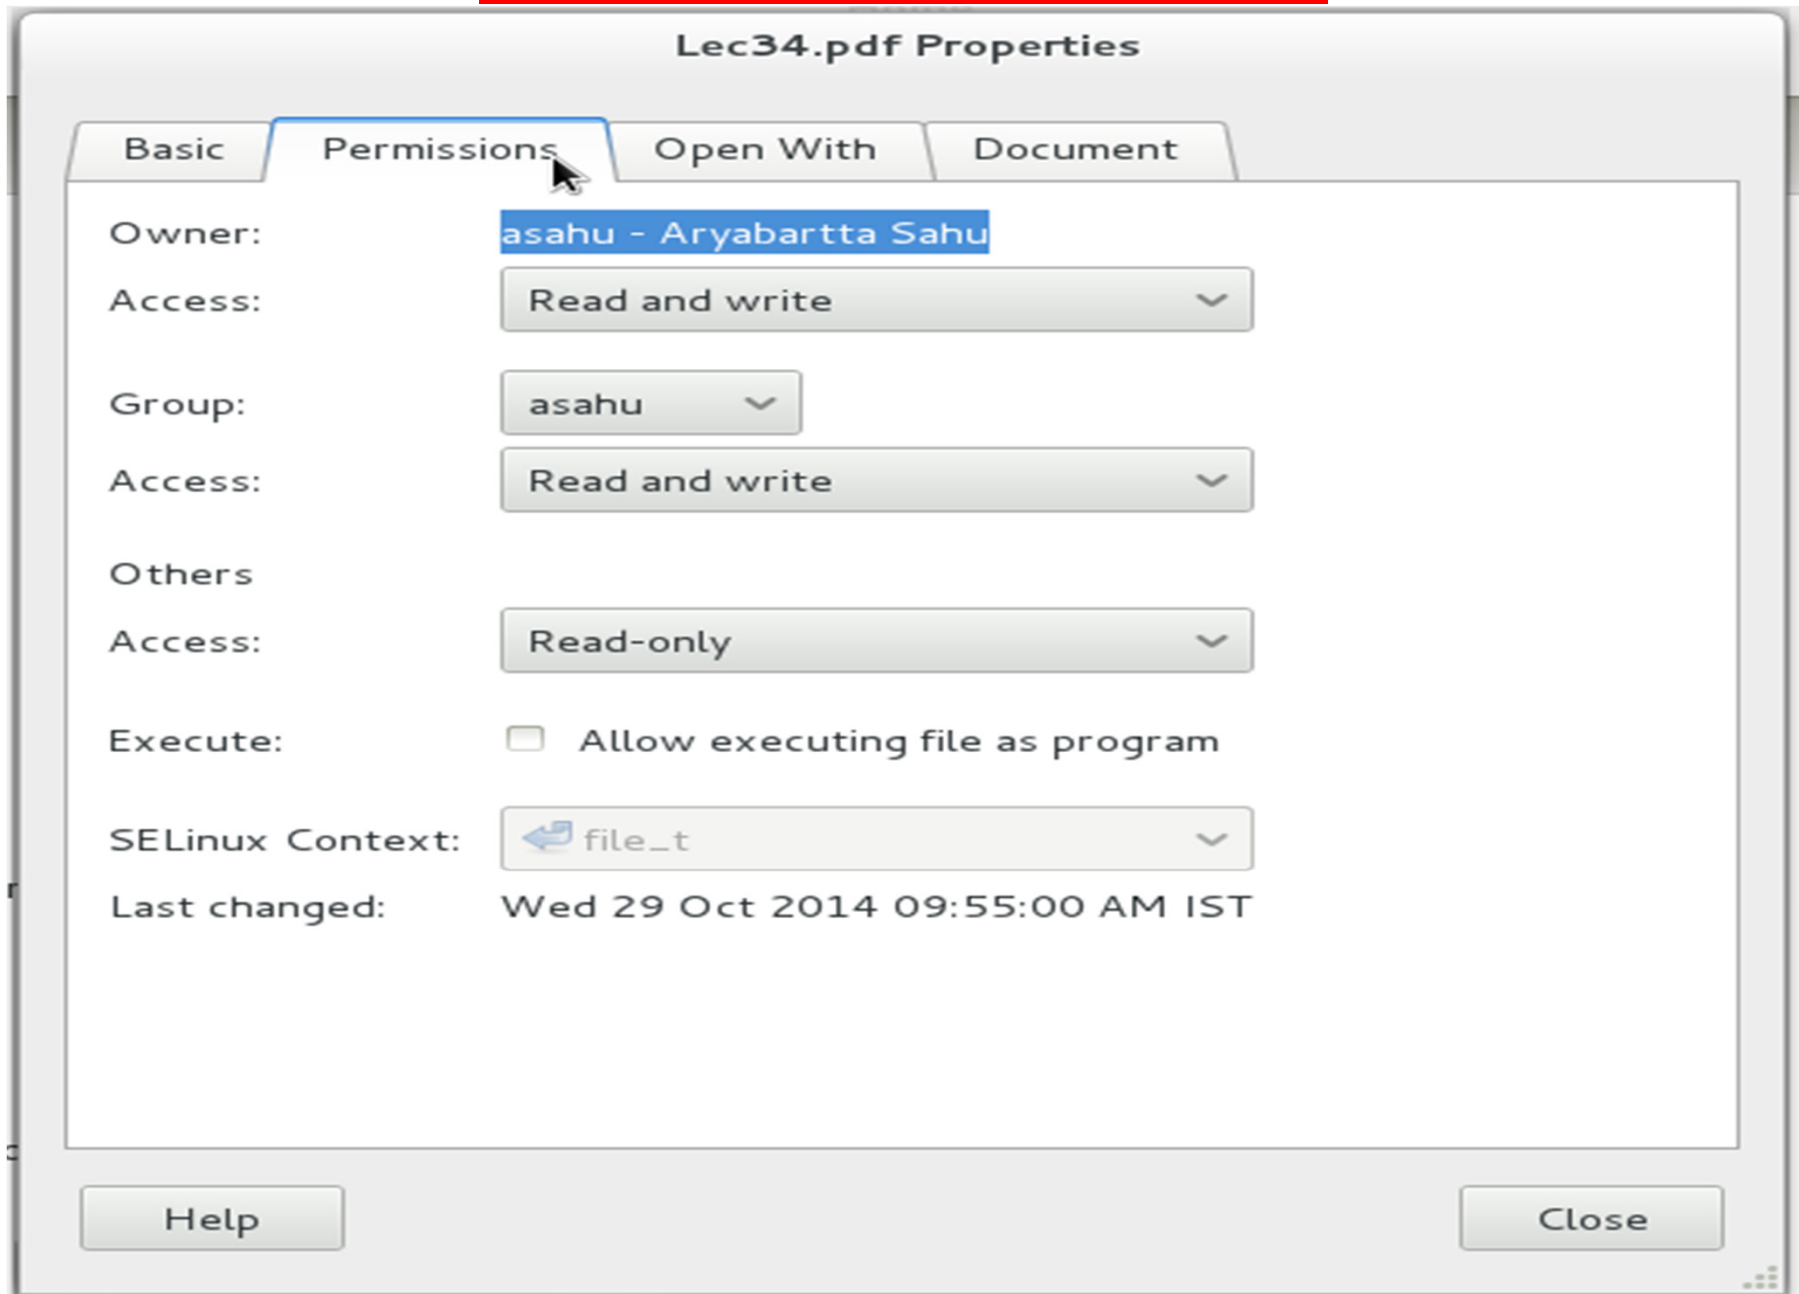 Lec34.pdf Properties
Basic Permissions Open With Document
Owner: asahu - Aryabartta Sahu
Access: Read and write
Group: asahu
Access: Read and write
Others
Access: Read-only
Execute: Allow executing file as program
SELinux Context: file_t
Last changed: Wed 29 Oct 2014 09:55:00 AM IST
Help Close